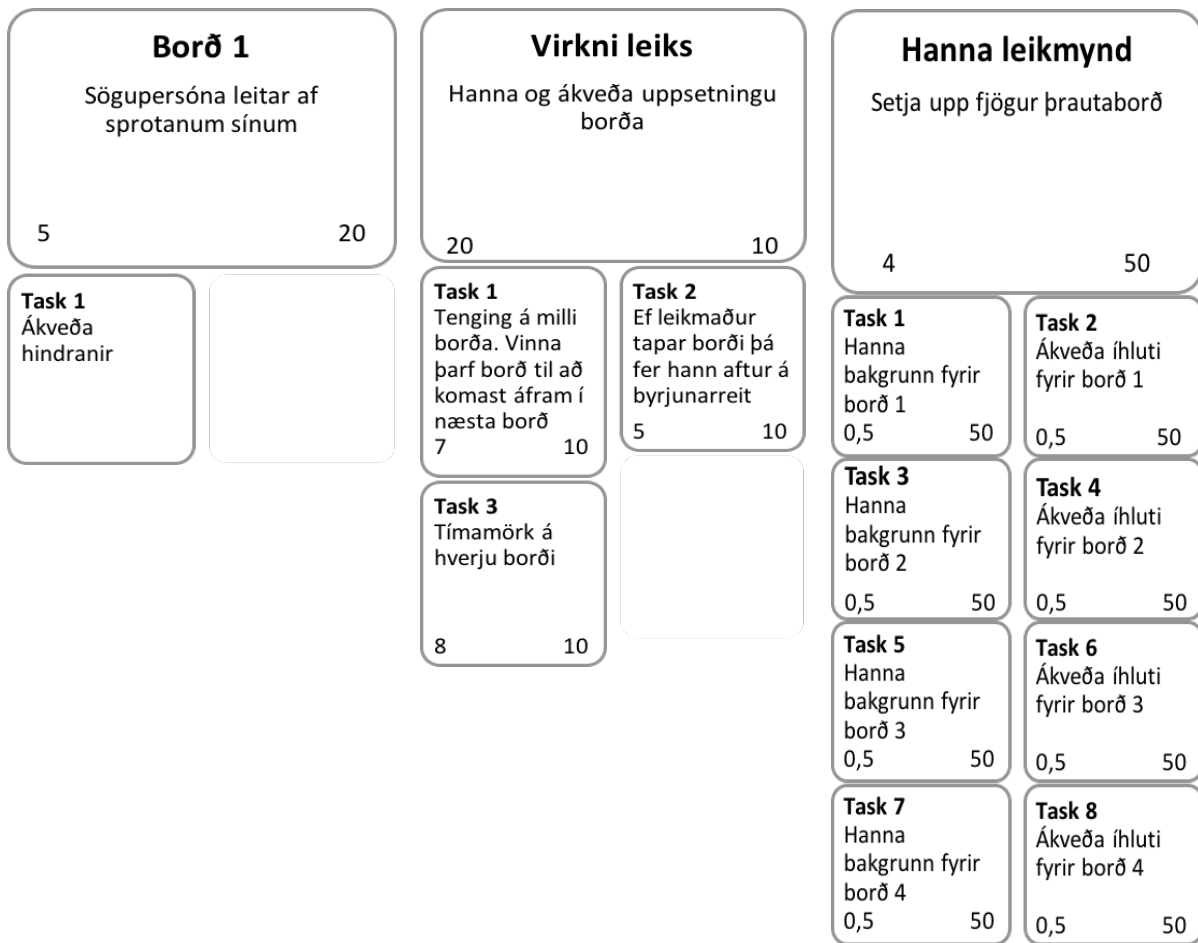 Borð 1
Sögupersóna leitar af
sprotanum sínum
5 20
Task 1
Ákveða
hindranir
Virkni leiks
Hanna og ákveða uppsetningu
borða
20 10
Task 1
Tenging á milli
borða. Vinna
þarf borð til að
komast áfram í
næsta borð
7 10
Task 2
Ef leikmaður
tapar borði þá
fer hann aftur á
byrjunarreit
5 10
Task 3
Tímamörk á
hverju borði
8 10
Hanna leikmynd
Setja upp fjögur þrautaborð
4 50
Task 1
Hanna
bakgrunn fyrir
borð 1
0,5 50
Task 2
Ákveða íhluti
fyrir borð 1
0,5 50
Task 3
Hanna
bakgrunn fyrir
borð 2
0,5 50
Task 4
Ákveða íhluti
fyrir borð 2
0,5 50
Task 5
Hanna
bakgrunn fyrir
borð 3
0,5 50
Task 6
Ákveða íhluti
fyrir borð 3
0,5 50
Task 7
Hanna
bakgrunn fyrir
borð 4
0,5 50
Task 8
Ákveða íhluti
fyrir borð 4
0,5 50